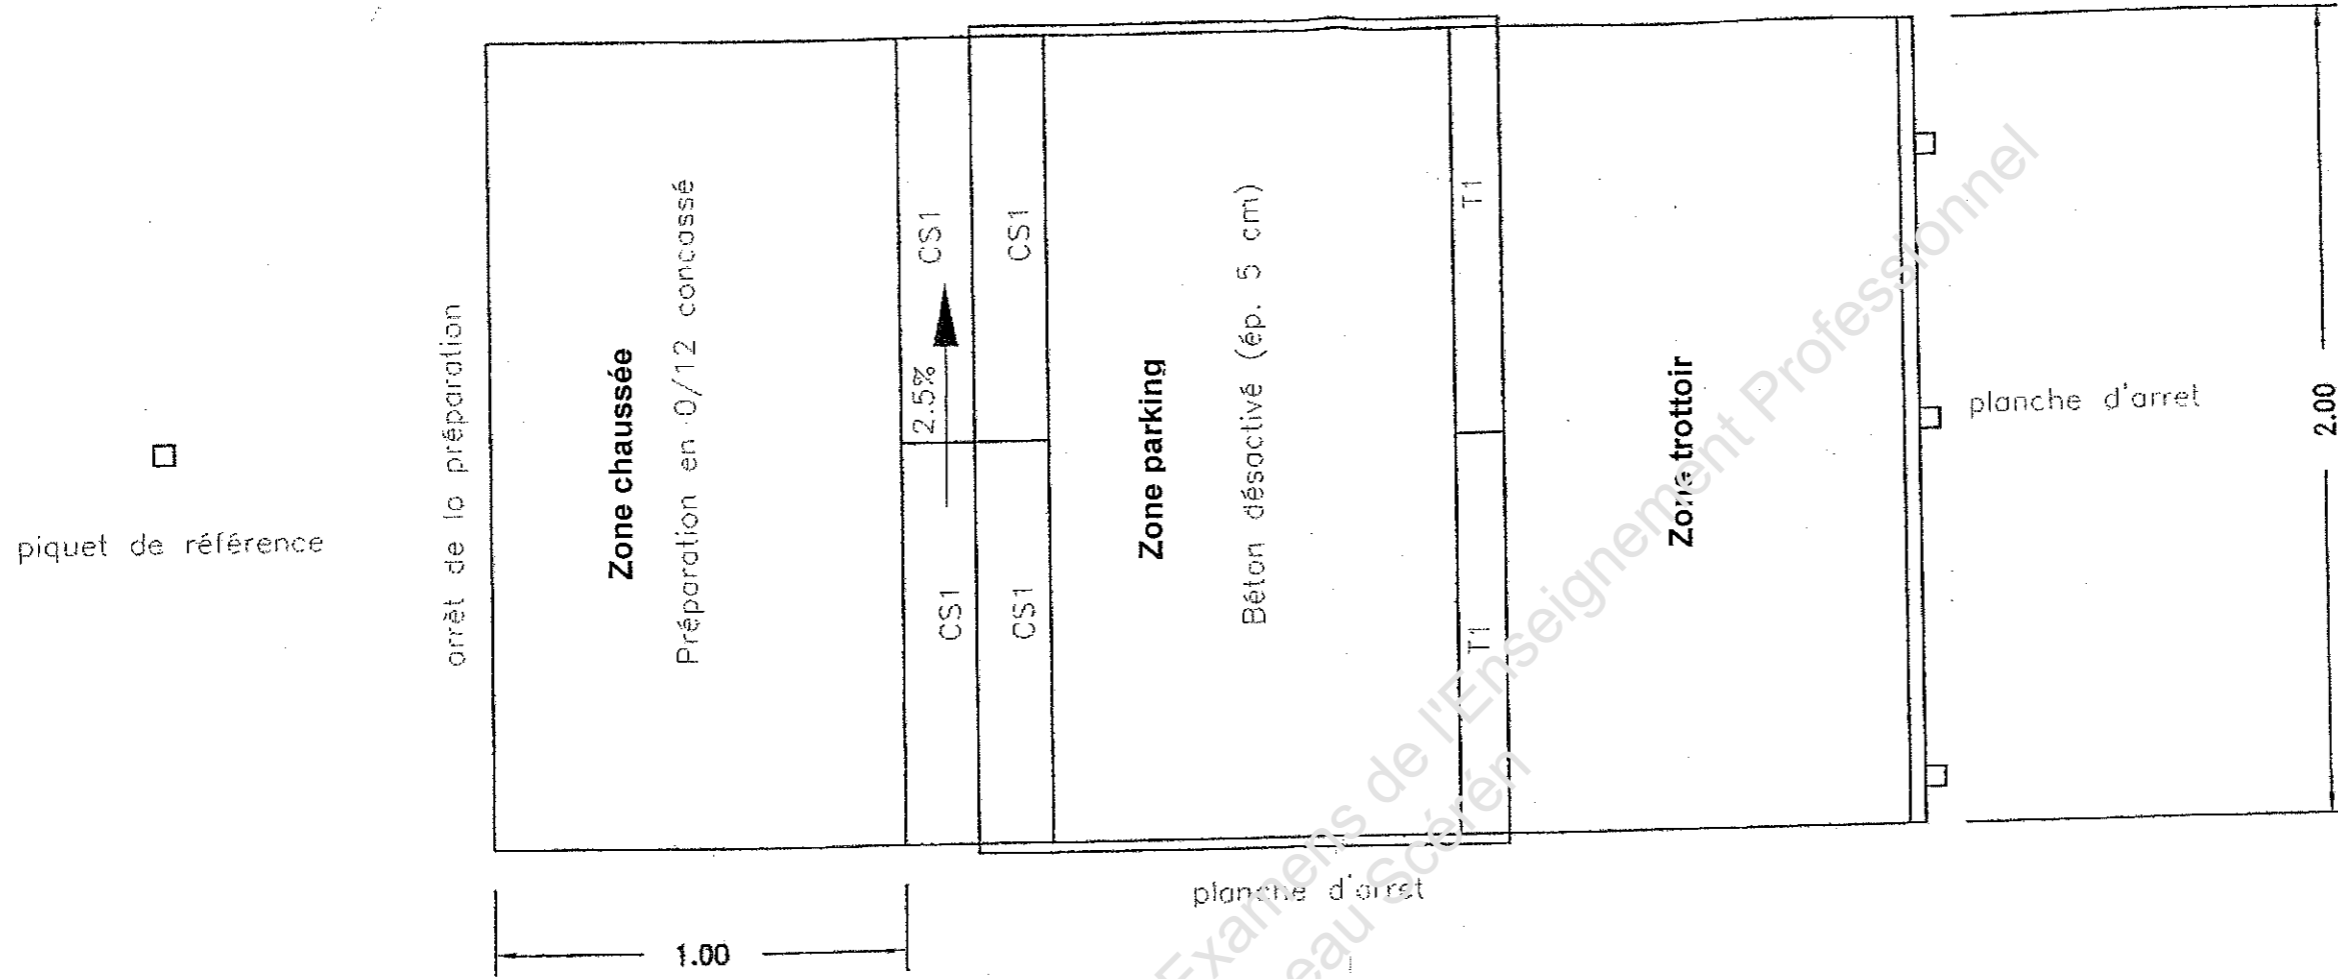 piquet de référence
arrêt de la préparation
Zone chaussée
Préparation en 0/12 concassé
2.5%
CS1
CS1
CS1
CS1
Zone parking
Béton désactivé (ép. 5 cm)
T1
T1
Zone trottoir
planche d'arret
2.00
planche d'arret
1.00
Examens de l'Enseignement Professionnel
eau Scérén